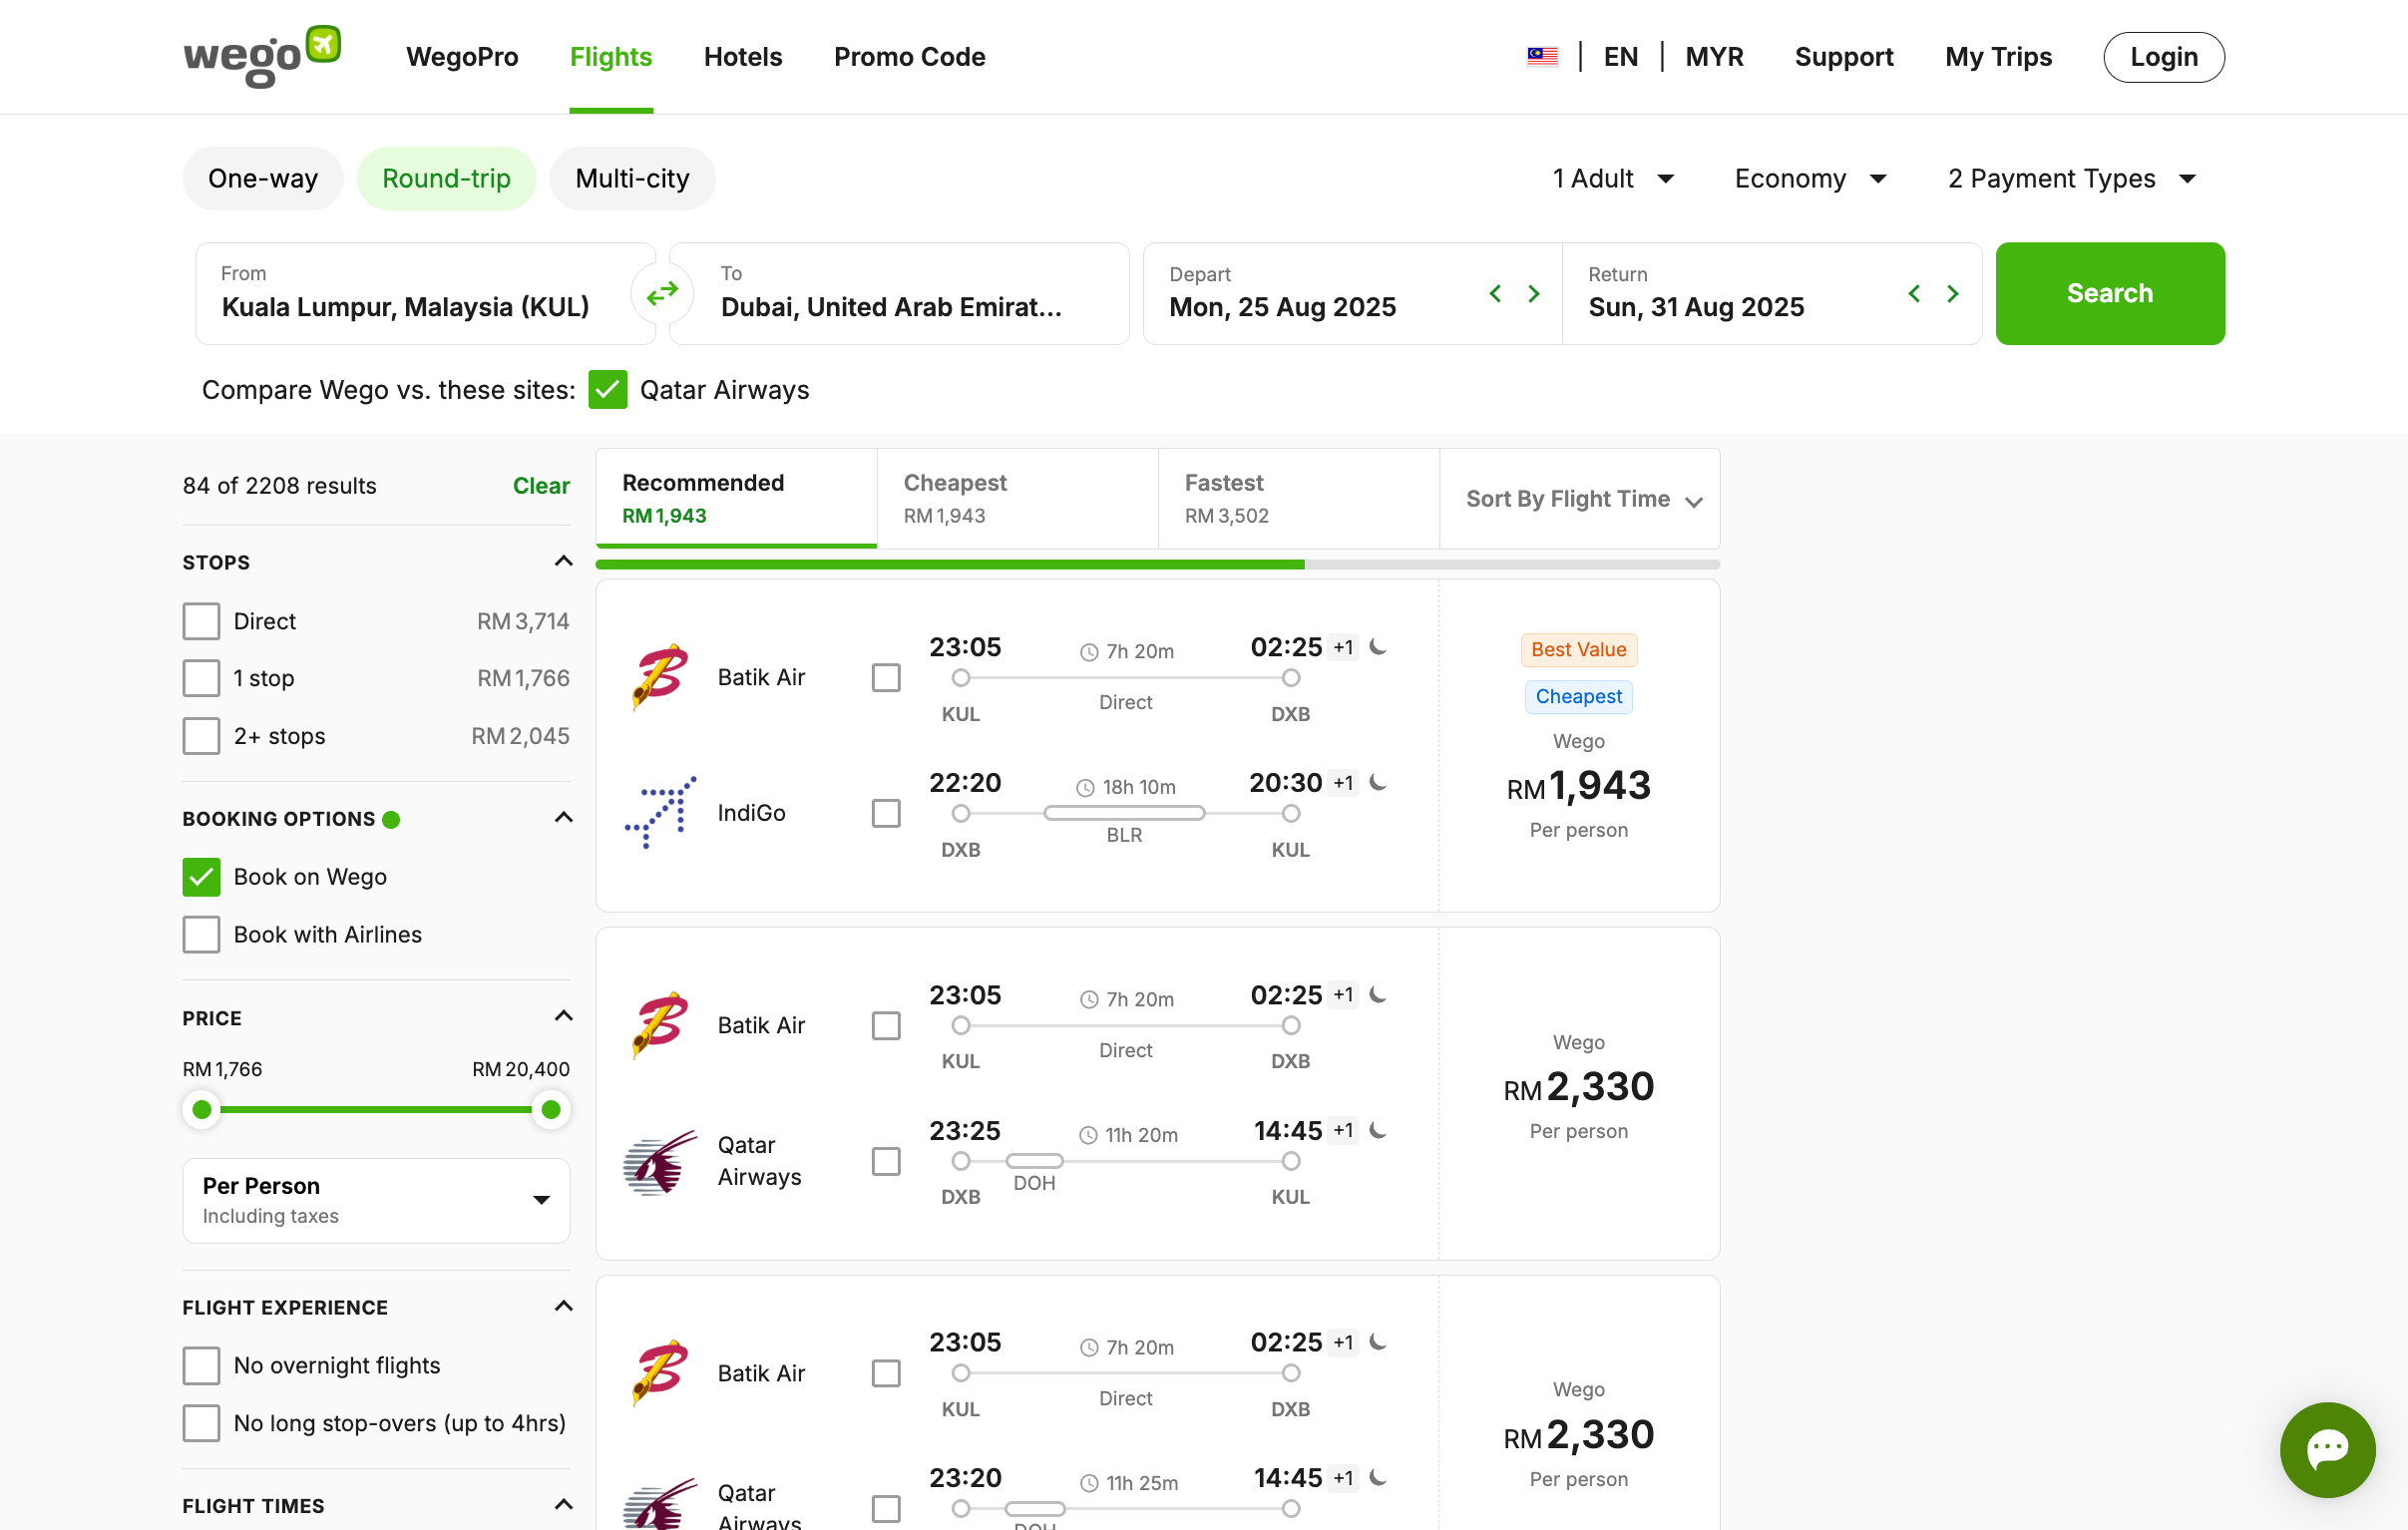 wego
WegoPro
Flights
Hotels
Promo Code
EN
MYR
Support
My Trips
Login
One-way
Round-trip
Multi-city
1 Adult
Economy
2 Payment Types
From
Kuala Lumpur, Malaysia (KUL)
To
Dubai, United Arab Emirat...
Depart
Mon, 25 Aug 2025
Return
Sun, 31 Aug 2025
Search
Compare Wego vs. these sites:
Qatar Airways
84 of 2208 results
Clear
STOPS
Direct
RM 3,714
1 stop
RM 1,766
2+ stops
RM 2,045
BOOKING OPTIONS
Book on Wego
Book with Airlines
PRICE
RM 1,766
RM 20,400
Per Person
Including taxes
FLIGHT EXPERIENCE
No overnight flights
No long stop-overs (up to 4hrs)
FLIGHT TIMES
Recommended
RM 1,943
Cheapest
RM 1,943
Fastest
RM 3,502
Sort By Flight Time
Batik Air
23:05
7h 20m
02:25 +1
Direct
KUL
DXB
IndiGo
22:20
18h 10m
20:30 +1
BLR
DXB
KUL
Best Value
Cheapest
Wego
RM 1,943
Per person
Batik Air
23:05
7h 20m
02:25 +1
Direct
KUL
DXB
Qatar
Airways
23:25
11h 20m
14:45 +1
DOH
DXB
KUL
Wego
RM 2,330
Per person
Batik Air
23:05
7h 20m
02:25 +1
Direct
KUL
DXB
Qatar
Airways
23:20
11h 25m
14:45 +1
DOH
Wego
RM 2,330
Per person